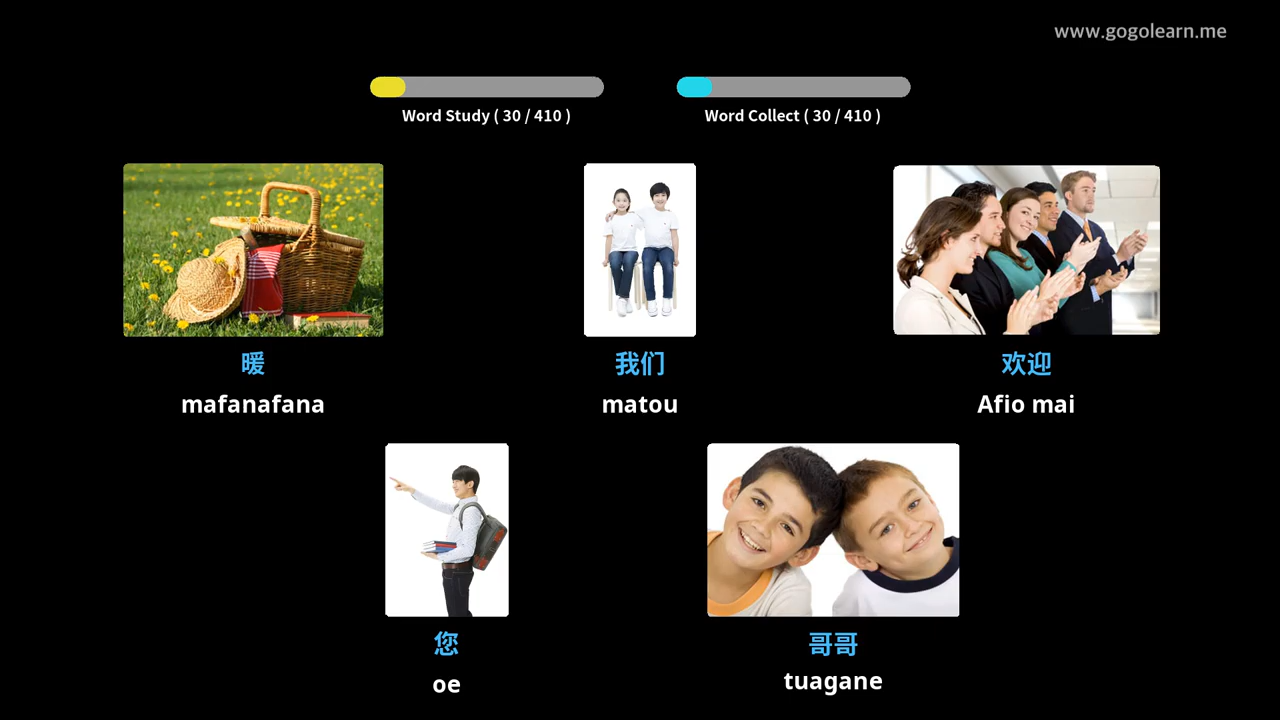 www.gogolearn.me
Word Study ( 30 / 410 )
Word Collect ( 30 / 410 )
暖
mafanafana
我们
matou
欢迎
Afio mai
您
oe
哥哥
tuagane